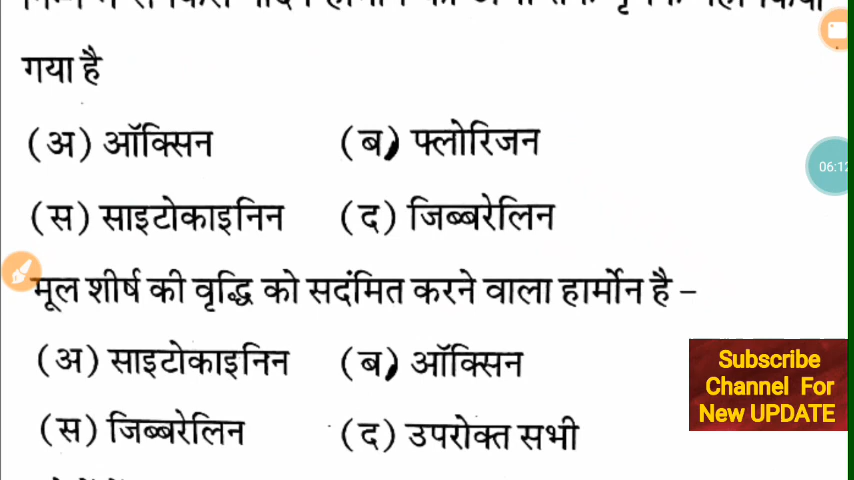 गया है
(अ) ऑक्सिन (ब) फ्लोरिजन
(स) साइटोकाइनिन (द) जिब्बरेलिन
मूल शीर्ष की वृद्धि को सदंमित करने वाला हार्मोन है –
(अ) साइटोकाइनिन (ब) ऑक्सिन
(स) जिब्बरेलिन (द) उपरोक्त सभी
06:12
Subscribe
Channel For
New UPDATE